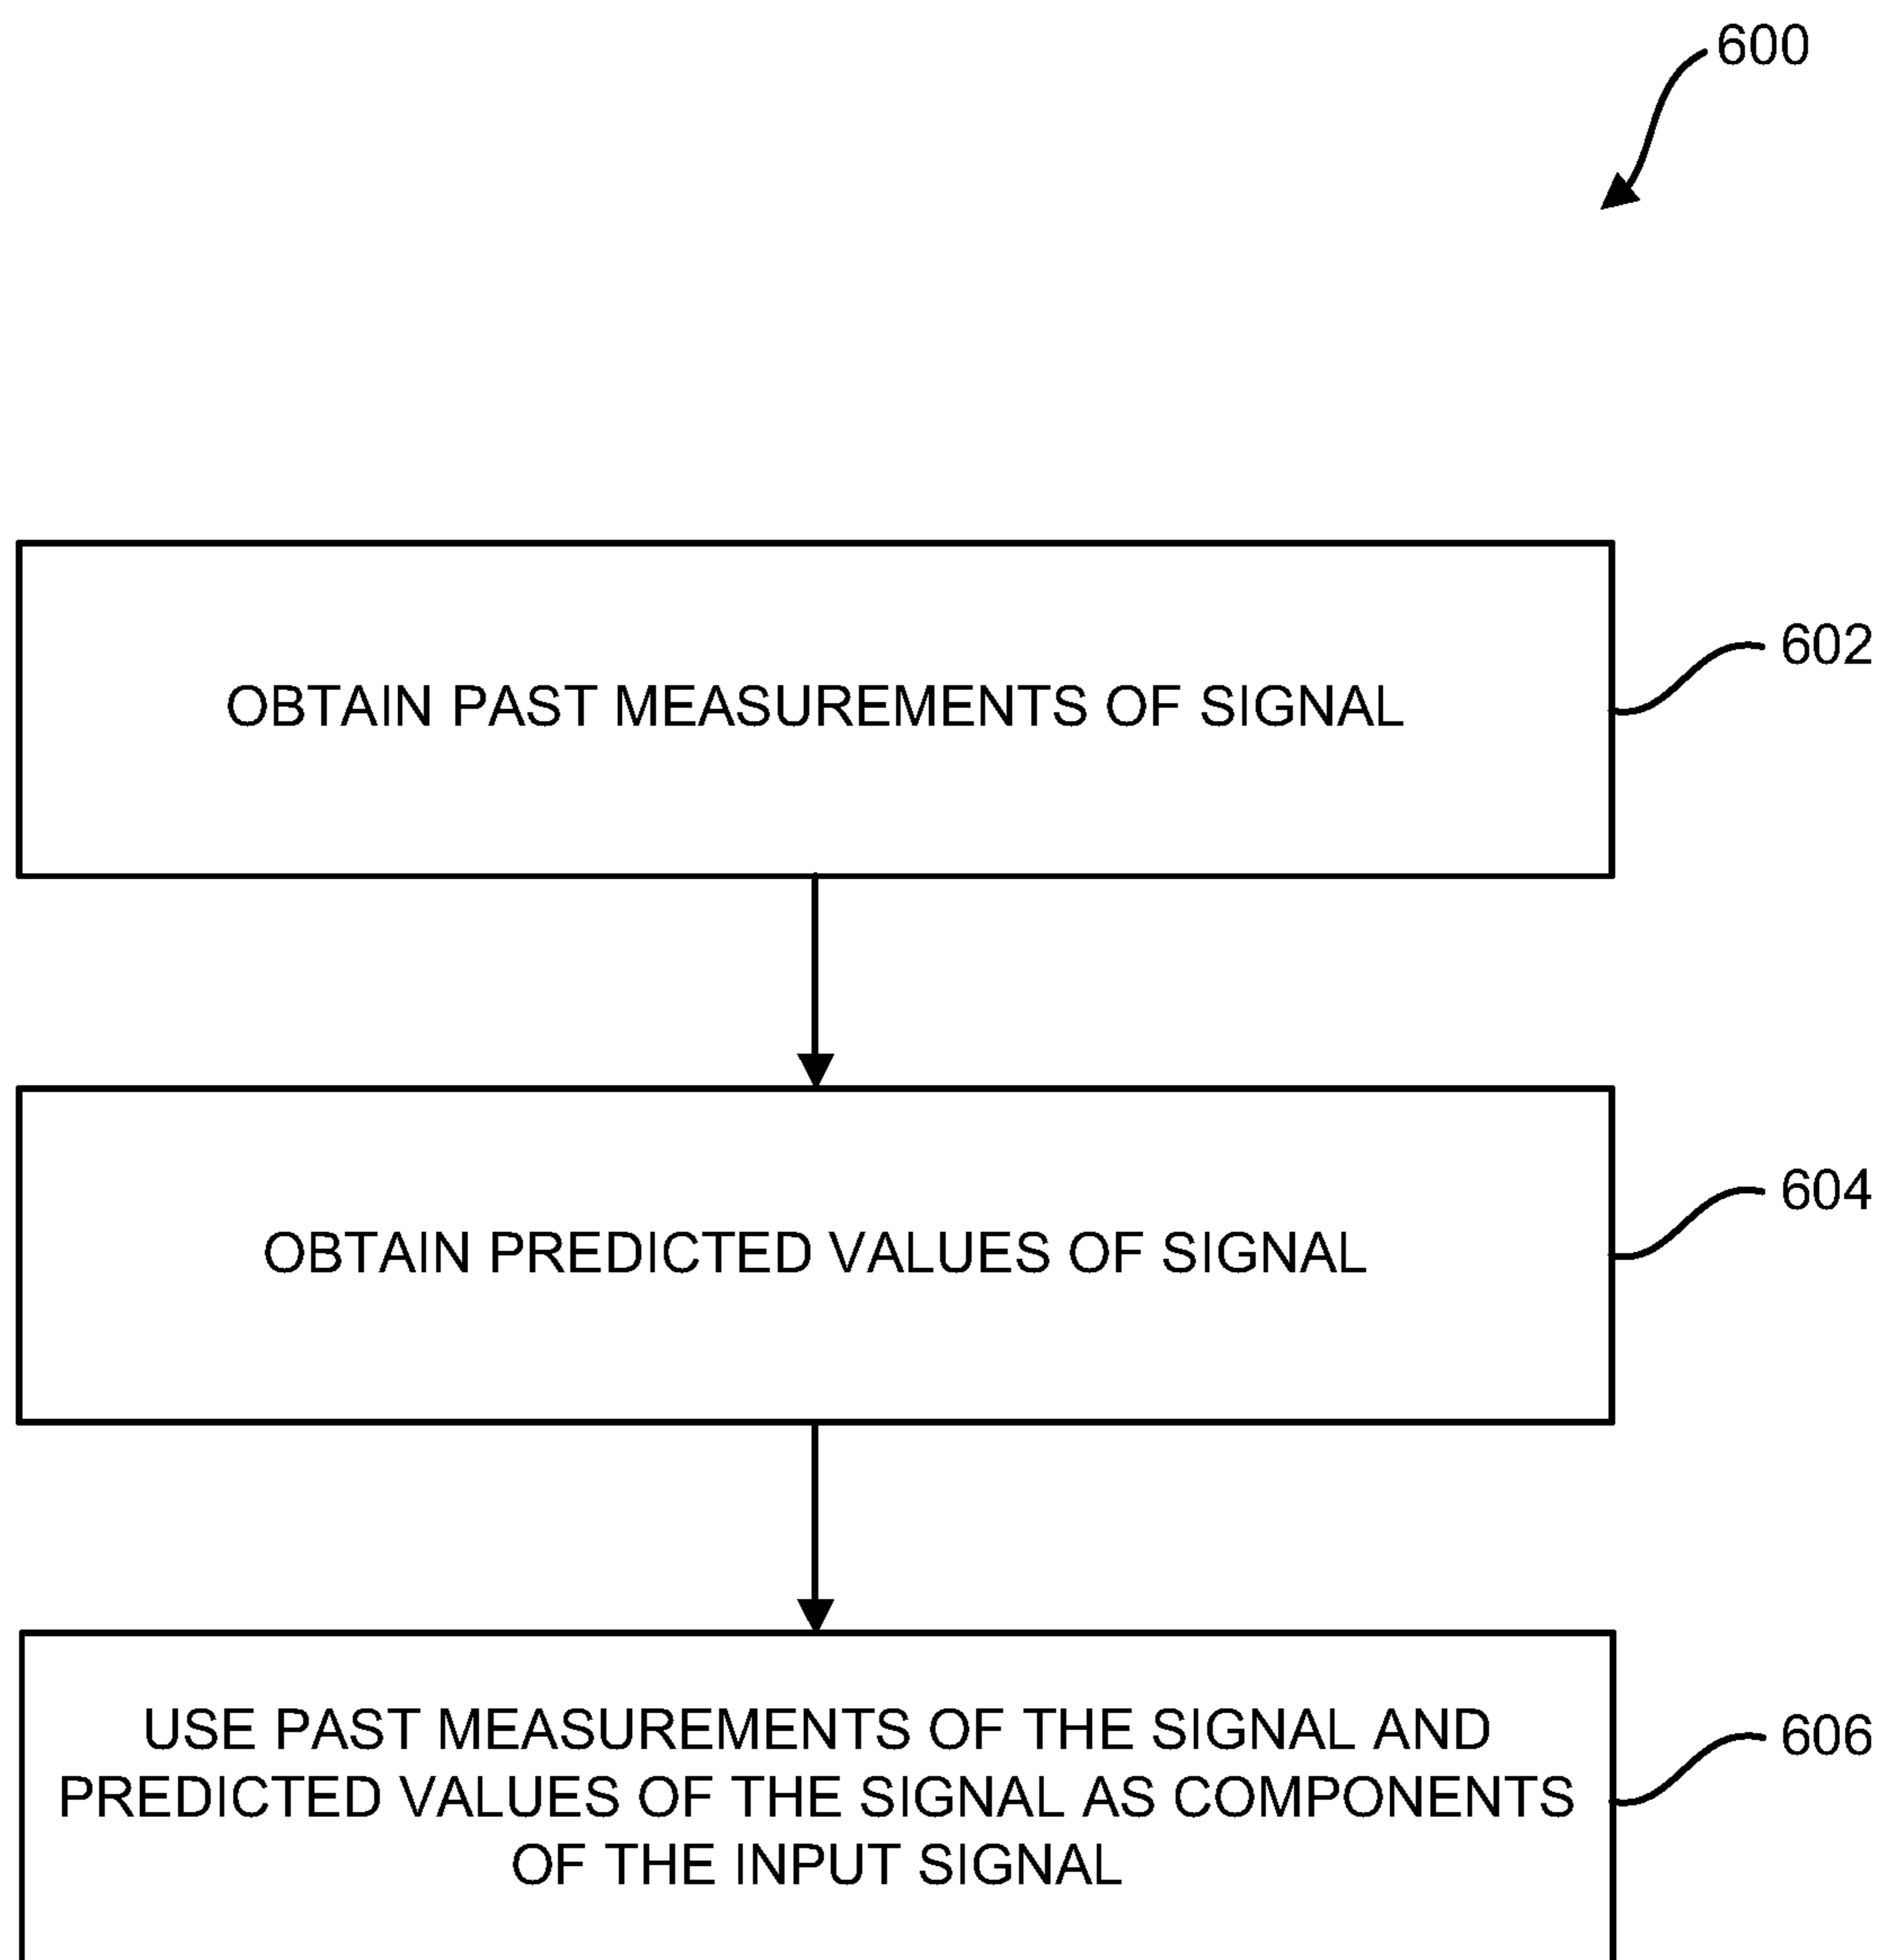 600
OBTAIN PAST MEASUREMENTS OF SIGNAL
602
OBTAIN PREDICTED VALUES OF SIGNAL
604
USE PAST MEASUREMENTS OF THE SIGNAL AND
PREDICTED VALUES OF THE SIGNAL AS COMPONENTS
OF THE INPUT SIGNAL
606